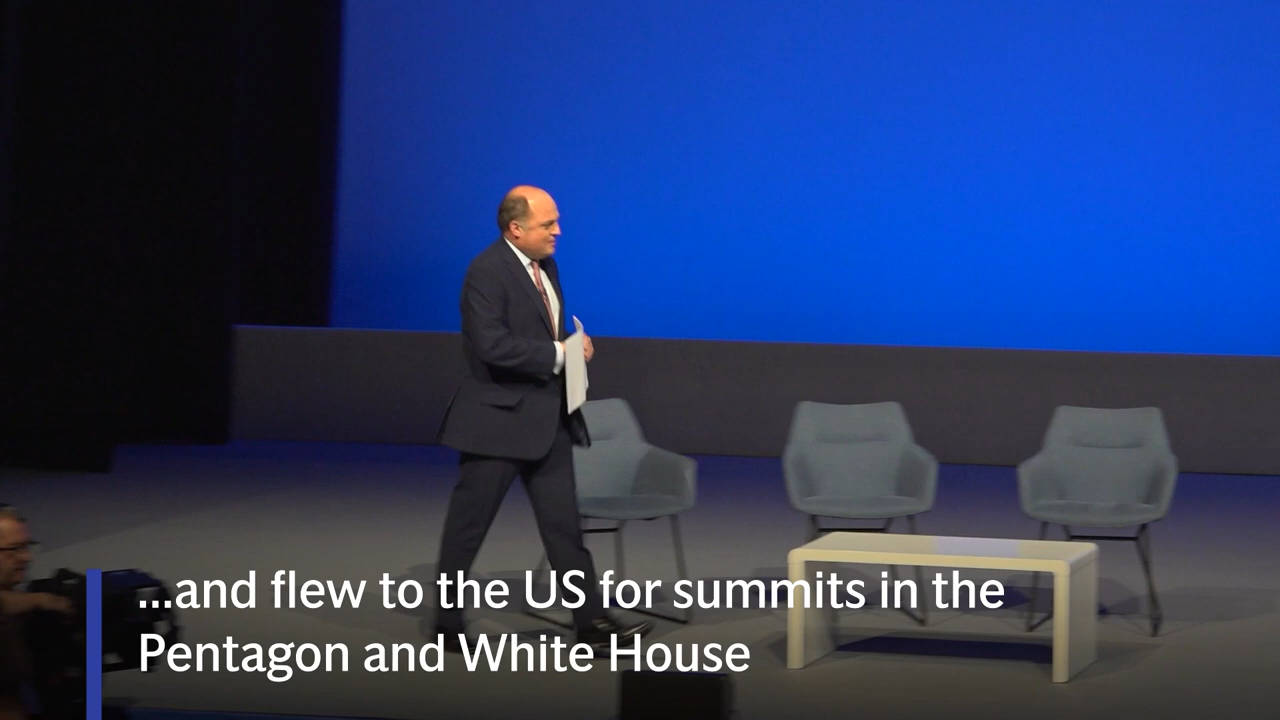 ...and flew to the US for summits in the
Pentagon and White House